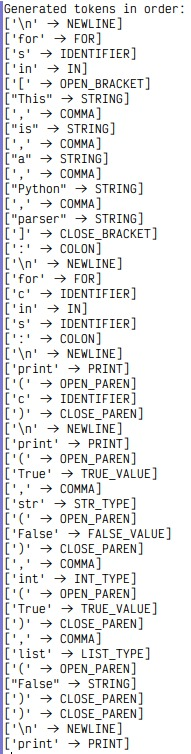 Generated tokens in order:
['\n' → NEWLINE]
['for' → FOR]
['s' → IDENTIFIER]
['in' → IN]
['[' → OPEN_BRACKET]
["This" → STRING]
[',' → COMMA]
["is" → STRING]
[',' → COMMA]
["a" → STRING]
[',' → COMMA]
["Python" → STRING]
[',' → COMMA]
["parser" → STRING]
[']' → CLOSE_BRACKET]
[':' → COLON]
['\n' → NEWLINE]
['for' → FOR]
['c' → IDENTIFIER]
['in' → IN]
['s' → IDENTIFIER]
[':' → COLON]
['\n' → NEWLINE]
['print' → PRINT]
['(' → OPEN_PAREN]
['c' → IDENTIFIER]
[')' → CLOSE_PAREN]
['\n' → NEWLINE]
['print' → PRINT]
['(' → OPEN_PAREN]
['True' → TRUE_VALUE]
[',' → COMMA]
['str' → STR_TYPE]
['(' → OPEN_PAREN]
['False' → FALSE_VALUE]
[')' → CLOSE_PAREN]
[',' → COMMA]
['int' → INT_TYPE]
['(' → OPEN_PAREN]
['True' → TRUE_VALUE]
[')' → CLOSE_PAREN]
[',' → COMMA]
['list' → LIST_TYPE]
['(' → OPEN_PAREN]
["False" → STRING]
[')' → CLOSE_PAREN]
[')' → CLOSE_PAREN]
['\n' → NEWLINE]
['print' → PRINT]